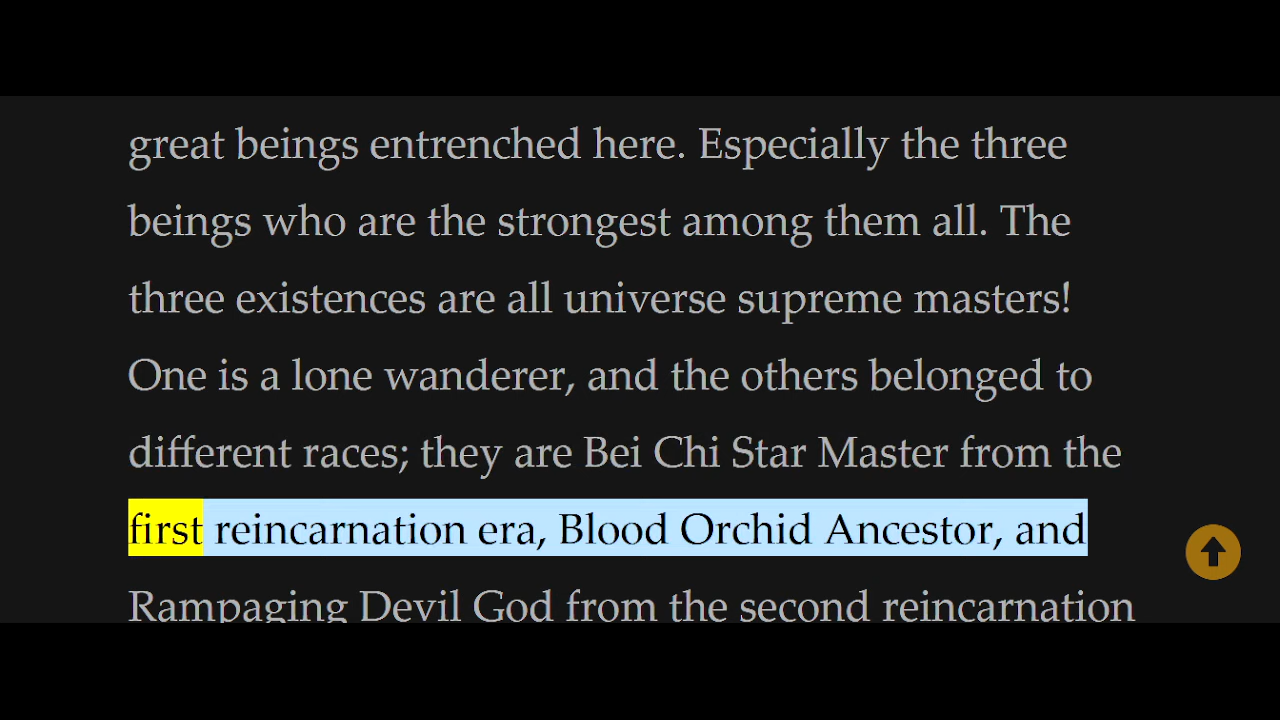 great beings entrenched here. Especially the three
beings who are the strongest among them all. The
three existences are all universe supreme masters!
One is a lone wanderer, and the others belonged to
different races; they are Bei Chi Star Master from the
first reincarnation era, Blood Orchid Ancestor, and
Rampaging Devil God from the second reincarnation